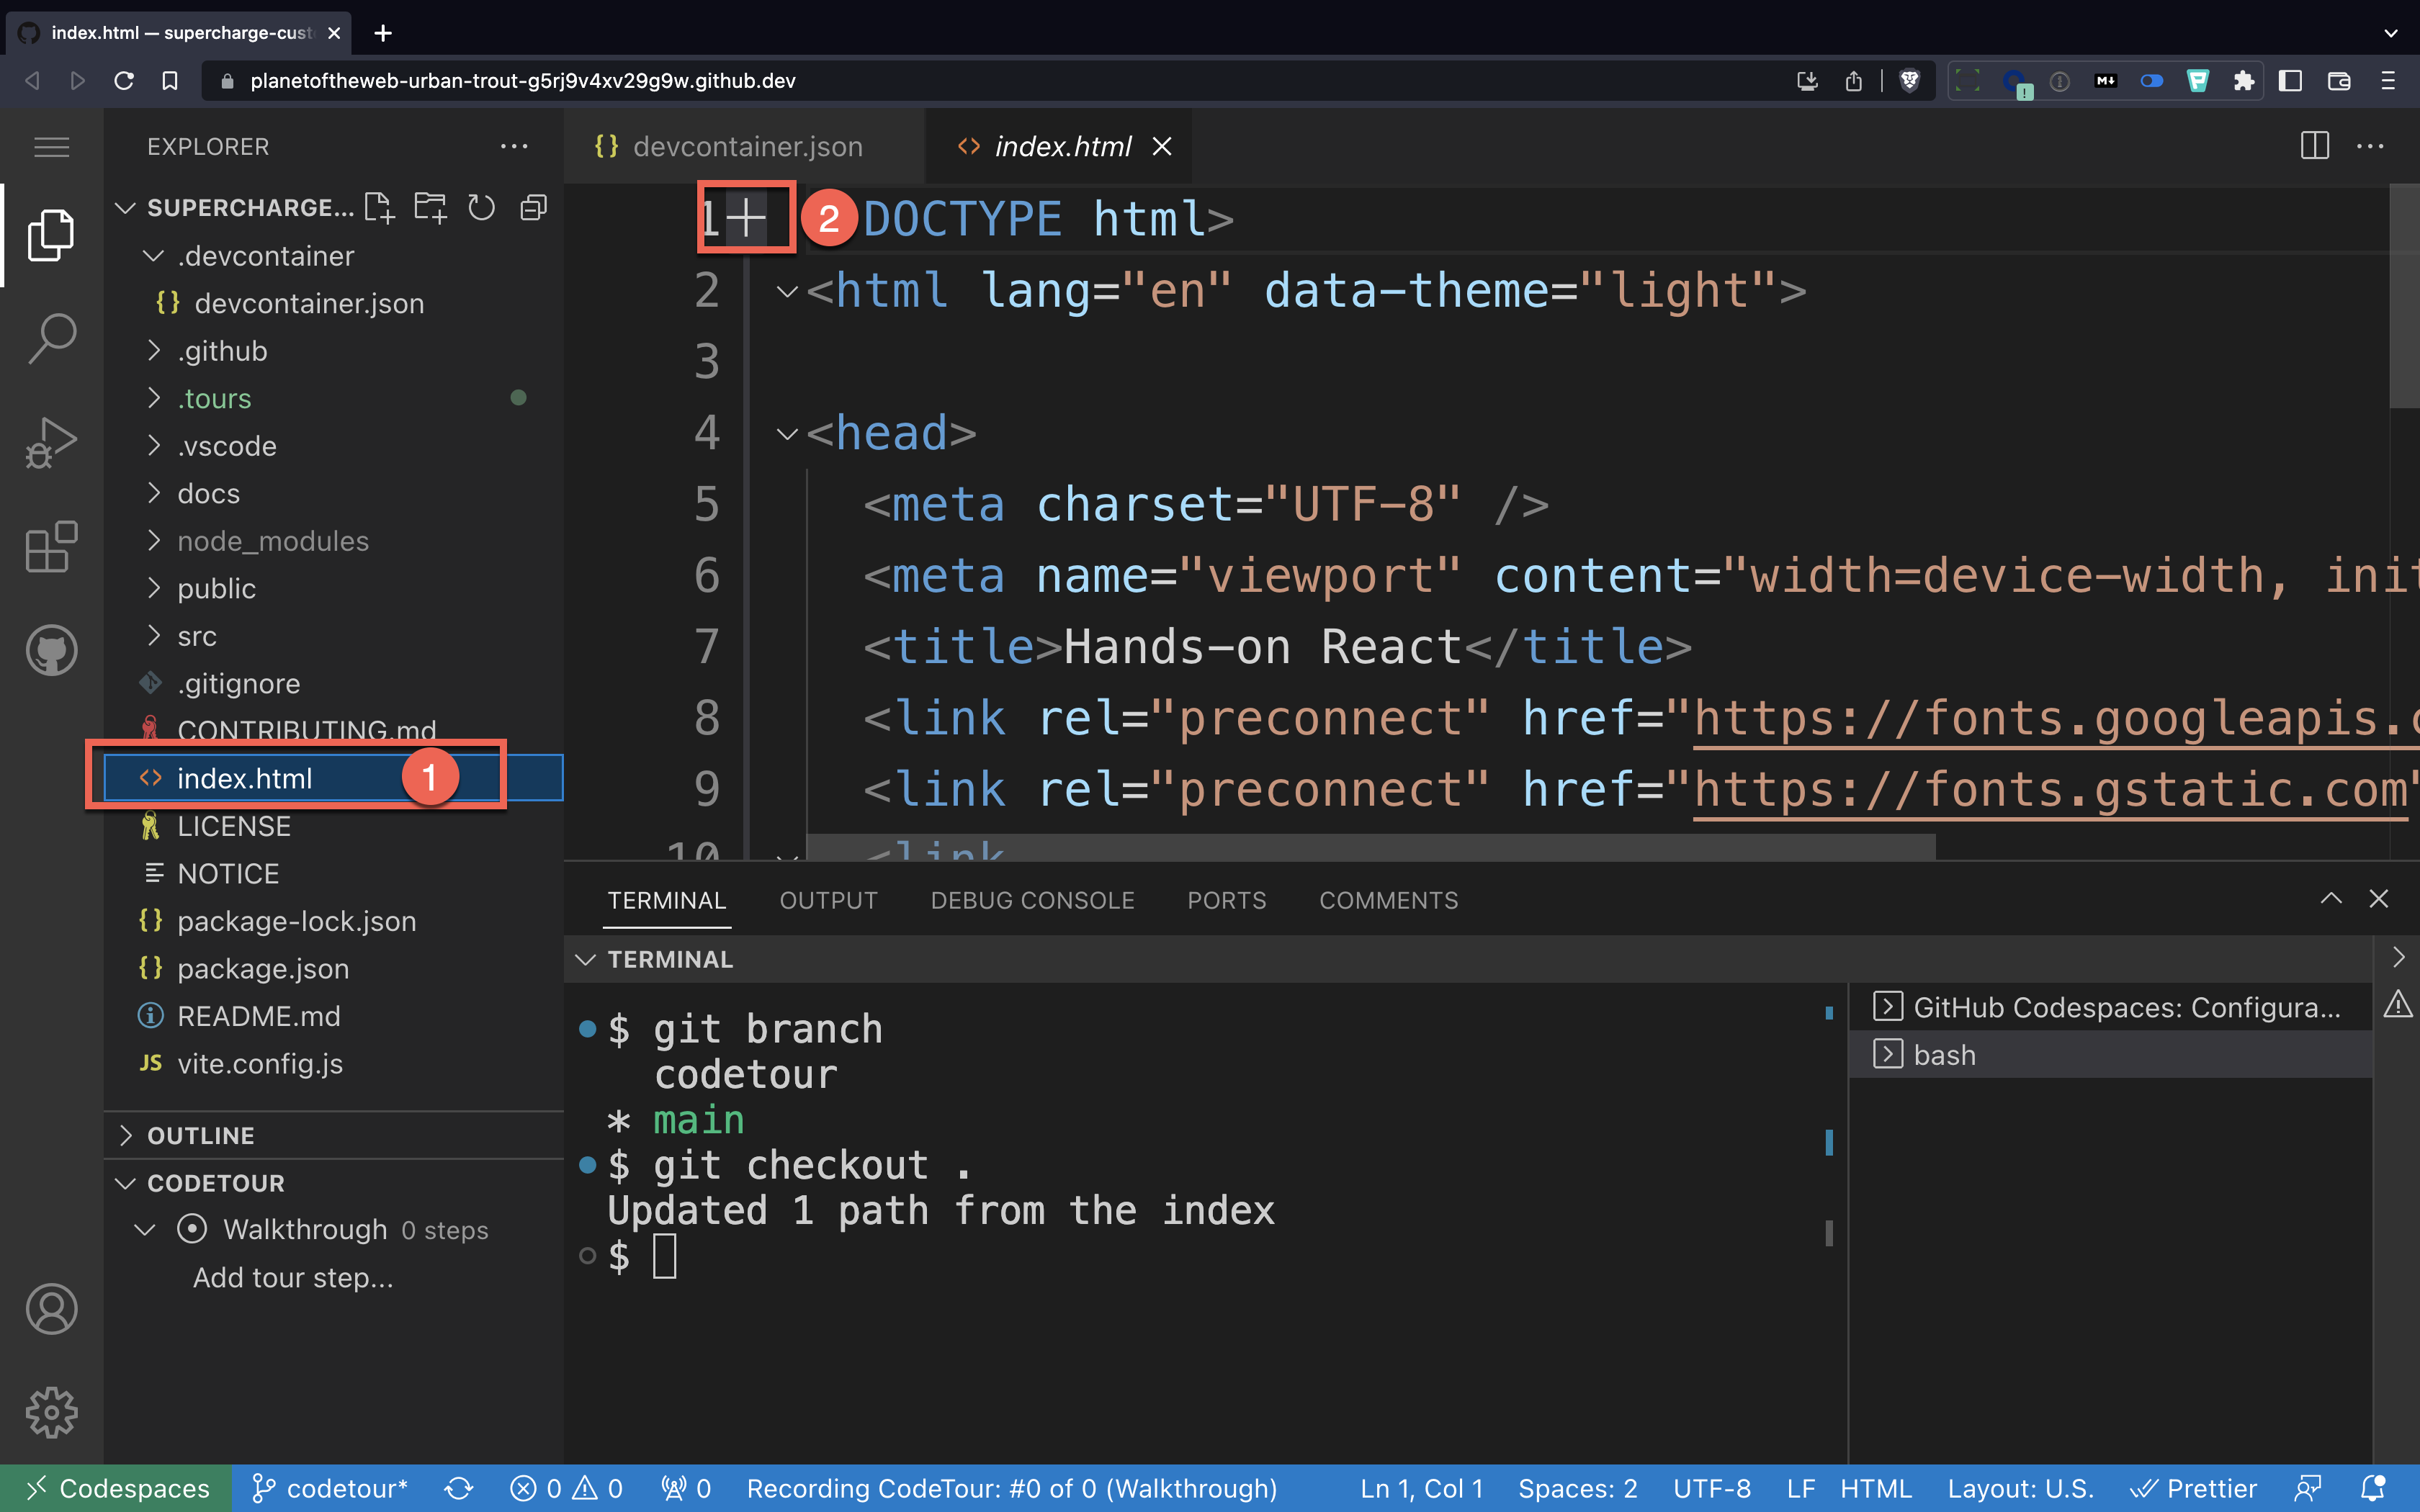 index.html — supercharge-cust
planetoftheweb-urban-trout-g5rj9v4xv29g9w.github.dev
M↓
EXPLORER
SUPERCHARGE...
.devcontainer
{} devcontainer.json
.github
.tours
.vscode
docs
node_modules
public
src
.gitignore
CONTRIBUTING.md
<> index.html
1
LICENSE
NOTICE
{} package-lock.json
{} package.json
README.md
JS vite.config.js
OUTLINE
CODETOUR
Walkthrough 0 steps
Add tour step...
{} devcontainer.json
<> index.html
1 2 DOCTYPE html>
2 <html lang="en" data-theme="light">
3
4 <head>
5 <meta charset="UTF-8" />
6 <meta name="viewport" content="width=device-width, init
7 <title>Hands-on React</title>
8 <link rel="preconnect" href="https://fonts.googleapis.c
9 <link rel="preconnect" href="https://fonts.gstatic.com"
10 <link
TERMINAL OUTPUT DEBUG CONSOLE PORTS COMMENTS
TERMINAL
$ git branch
codetour
* main
$ git checkout .
Updated 1 path from the index
$
GitHub Codespaces: Configura...
bash
Codespaces codetour* 0 0 0 Recording CodeTour: #0 of 0 (Walkthrough) Ln 1, Col 1 Spaces: 2 UTF-8 LF HTML Layout: U.S. Prettier